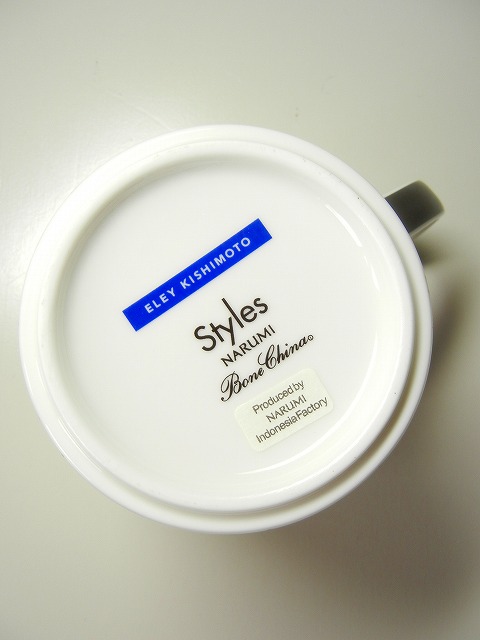 ELEY KISHIMOTO
Styles
NARUMI
Bone China©
Produced by
NARUMI
Indonesia Factory